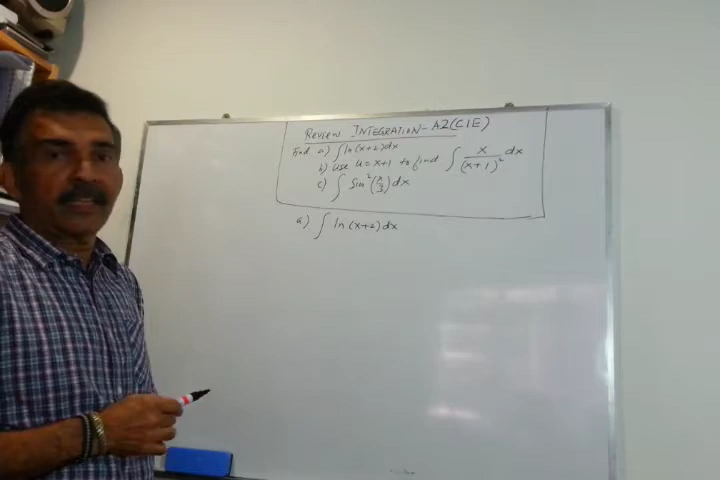 REVIEW INTEGRATION - A2(CIE)
Find a) ∫ ln(x+2)dx
b) use u = x+1 to find ∫ x/(x+1)² dx
c) ∫ Sin²(x/3) dx
a) ∫ ln(x+2)dx